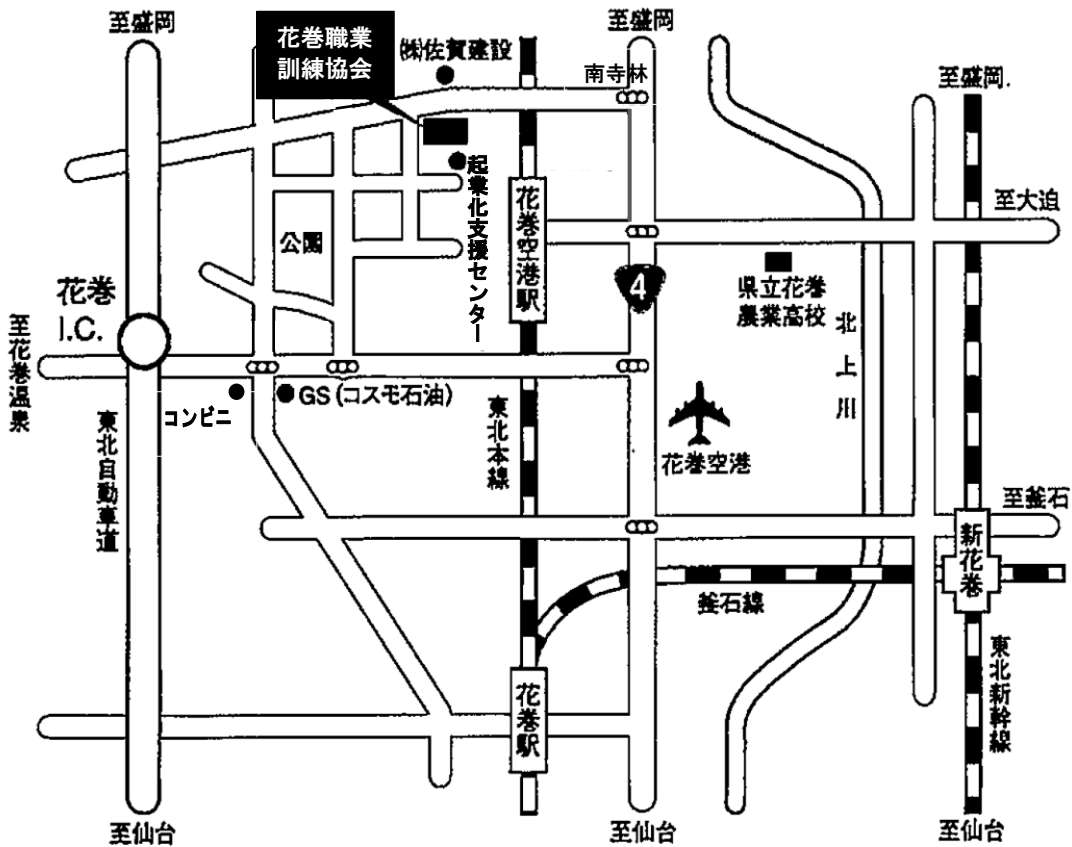 至盛岡
花巻職業
訓練協会
㈱佐賀建設
至盛岡
南寺林
至盛岡.
起業化支援センター
花巻空港駅
至大迫
公園
4
県立花巻
農業高校
花巻
I.C.
北上川
至花巻温泉
コンビニ
GS (コスモ石油)
東北自動車道
東北本線
花巻空港
至釜石
新花巻
釜石線
東北新幹線
花巻駅
至仙台
至仙台
至仙台